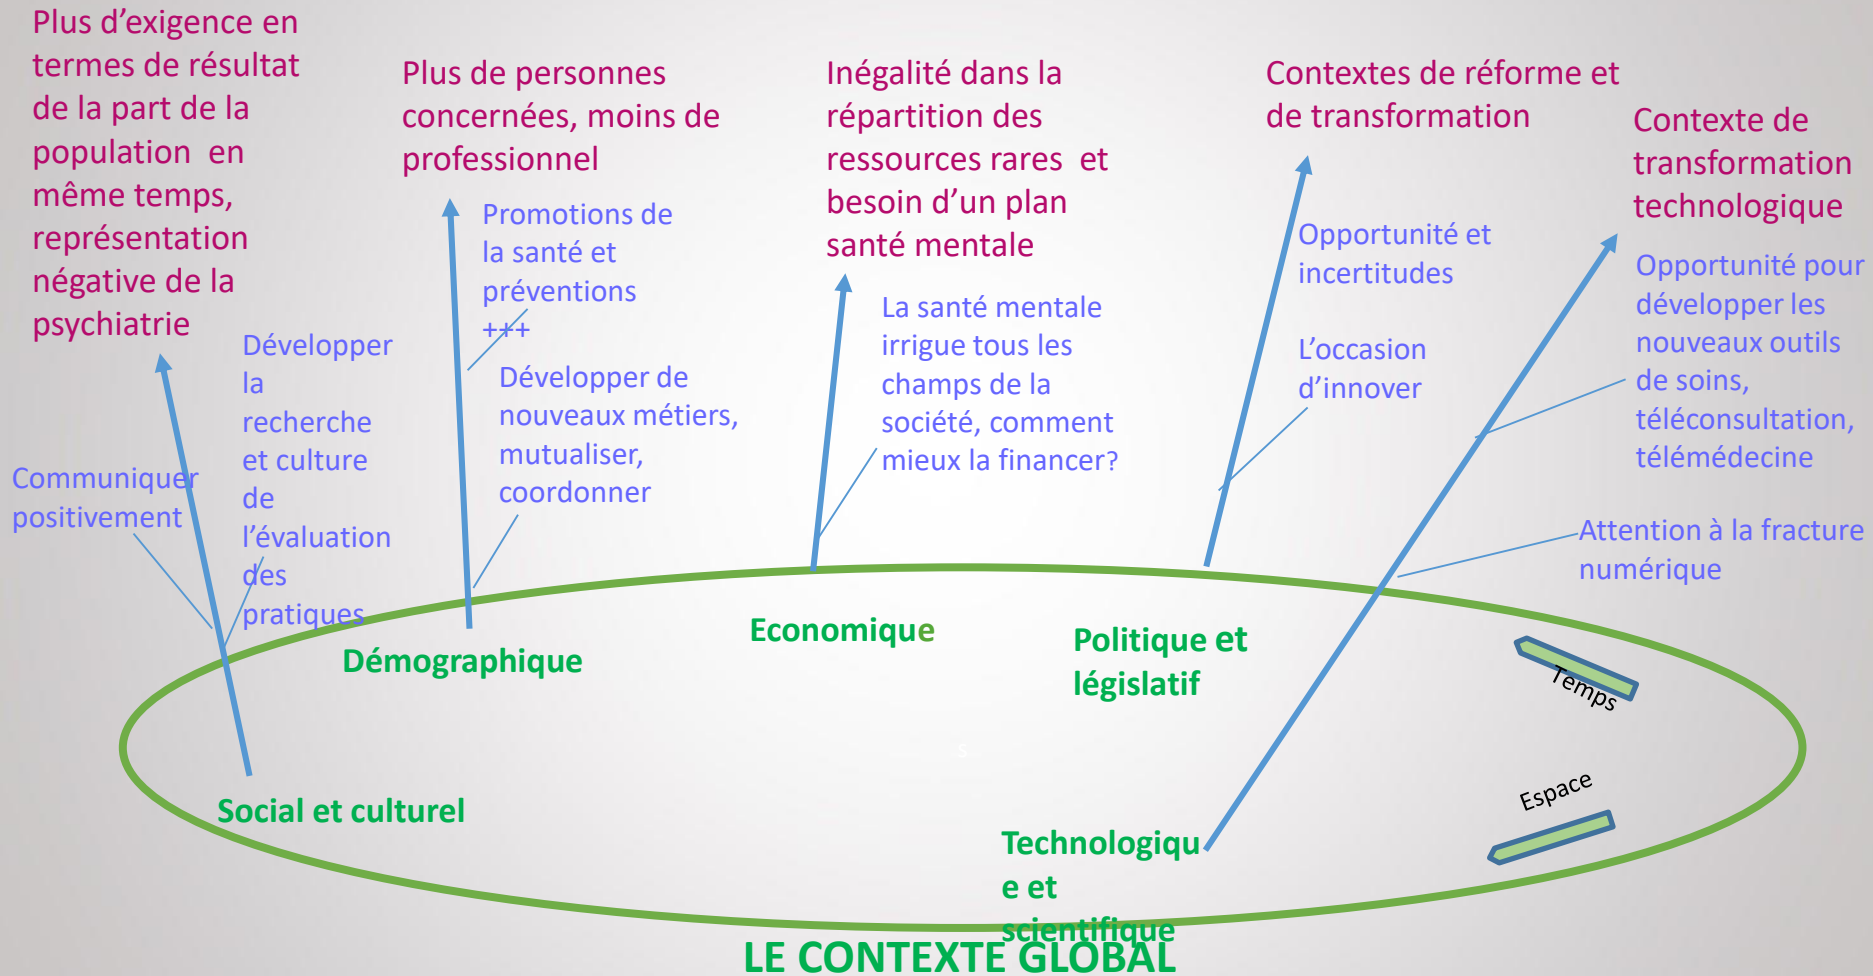 Plus d'exigence en
termes de résultat
de la part de la
population en
même temps,
représentation
négative de la
psychiatrie
Plus de personnes
concernées, moins de
professionnel
Inégalité dans la
répartition des
ressources rares et
besoin d'un plan
santé mentale
Contextes de réforme et
de transformation
Contexte de
transformation
technologique
Communiquer
positivement
Développer
la
recherche
et culture
de
l'évaluation
des
pratiques
Promotions de
la santé et
préventions
+++
Développer de
nouveaux métiers,
mutualiser,
coordonner
La santé mentale
irrigue tous les
champs de la
société, comment
mieux la financer?
Opportunité et
incertitudes
L'occasion
d'innover
Opportunité pour
développer les
nouveaux outils
de soins,
téléconsultation,
télémédecine
Attention à la fracture
numérique
Démographique
Economique
Politique et
législatif
Temps
s
Social et culturel
Espace
Technologiqu
e et
scientifique
LE CONTEXTE GLOBAL